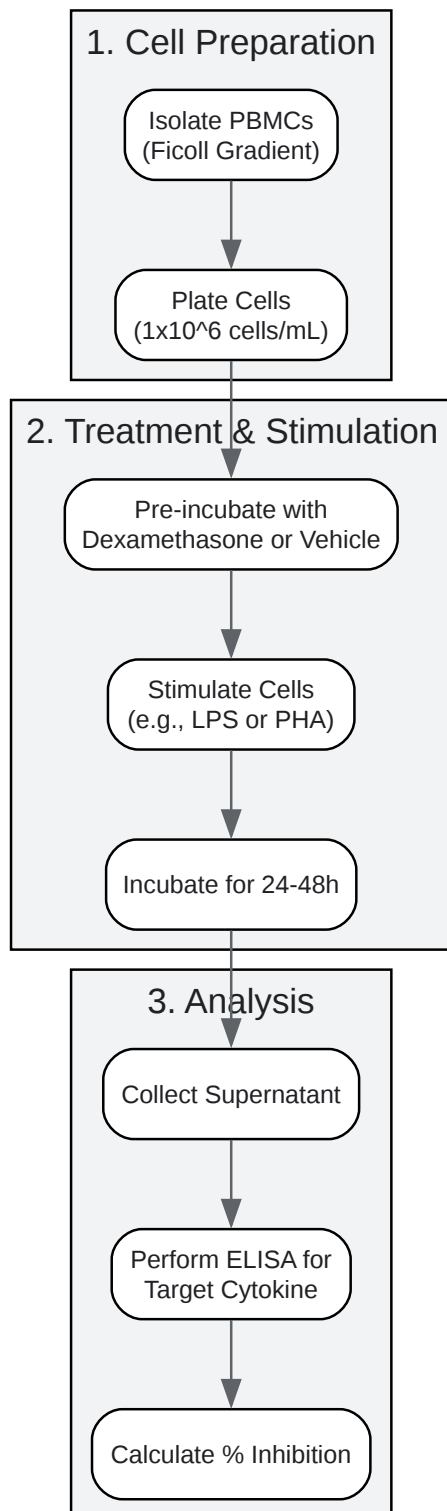 1. Cell Preparation
Isolate PBMCs
(Ficoll Gradient)
Plate Cells
(1x10^6 cells/mL)
2. Treatment & Stimulation
Pre-incubate with
Dexamethasone or Vehicle
Stimulate Cells
(e.g., LPS or PHA)
Incubate for 24-48h
3. Analysis
Collect Supernatant
Perform ELISA for
Target Cytokine
Calculate % Inhibition